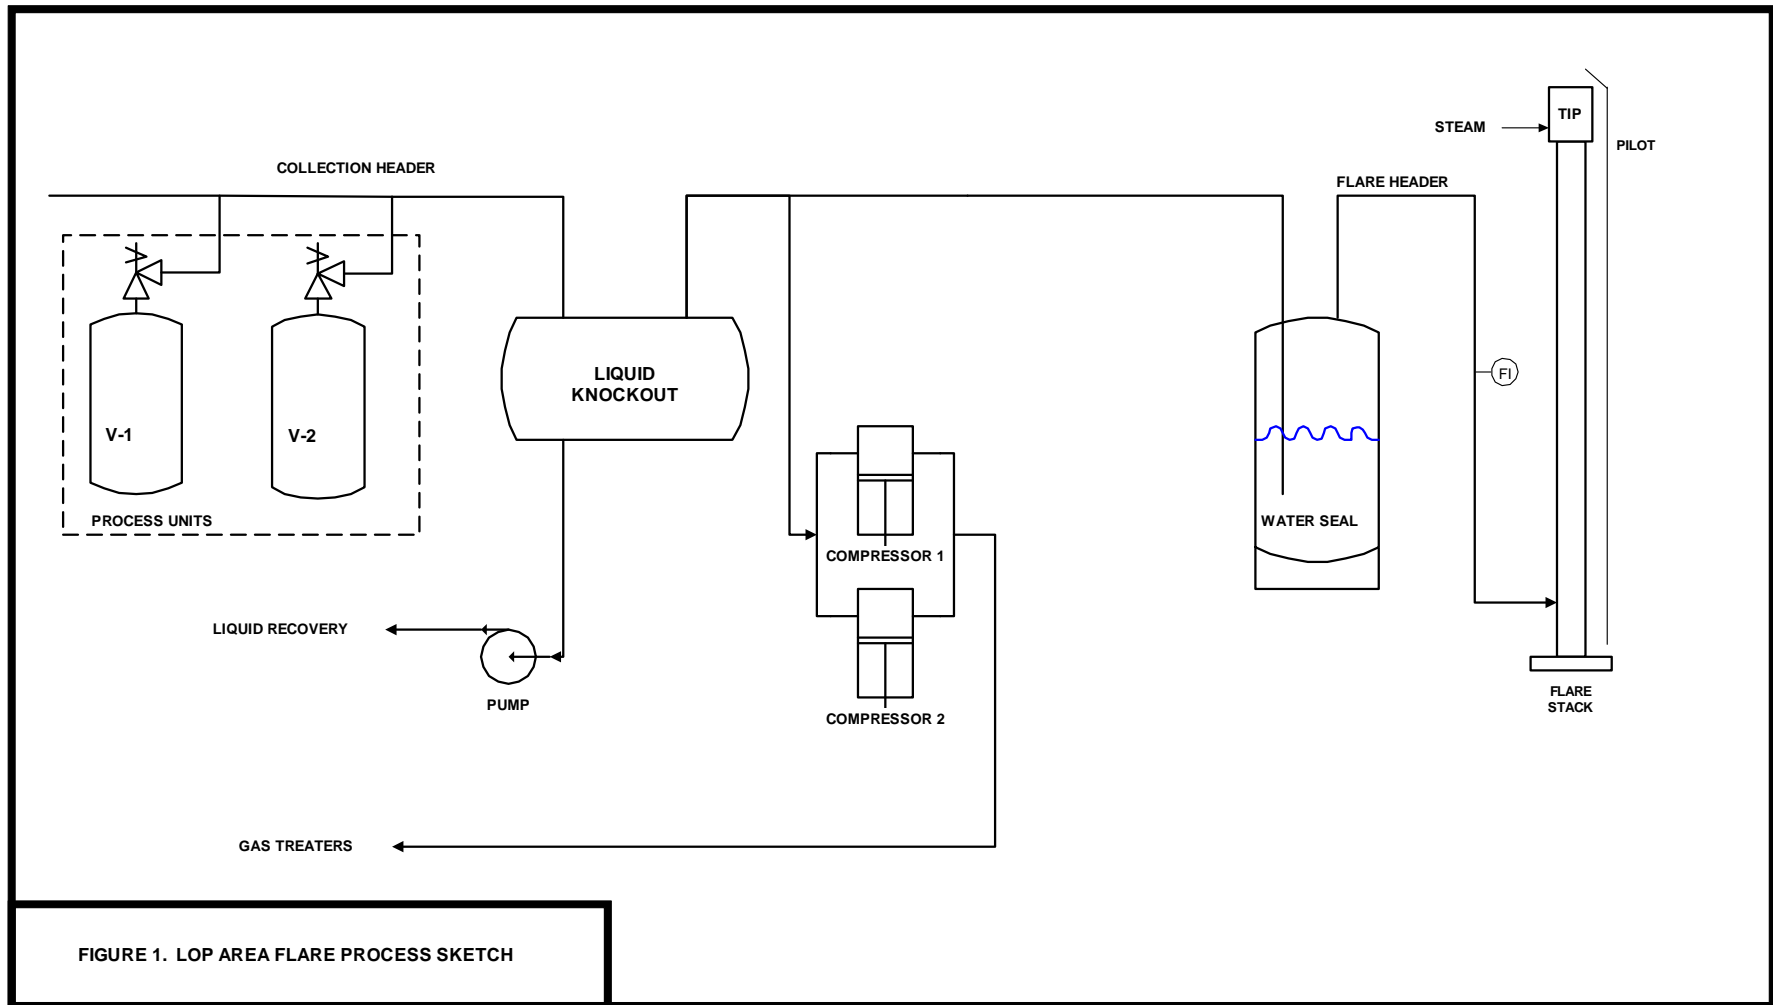 COLLECTION HEADER
V-1
V-2
PROCESS UNITS
LIQUID
KNOCKOUT
LIQUID RECOVERY
PUMP
COMPRESSOR 1
COMPRESSOR 2
GAS TREATERS
WATER SEAL
FLARE HEADER
FI
STEAM
TIP
PILOT
FLARE
STACK
FIGURE 1. LOP AREA FLARE PROCESS SKETCH